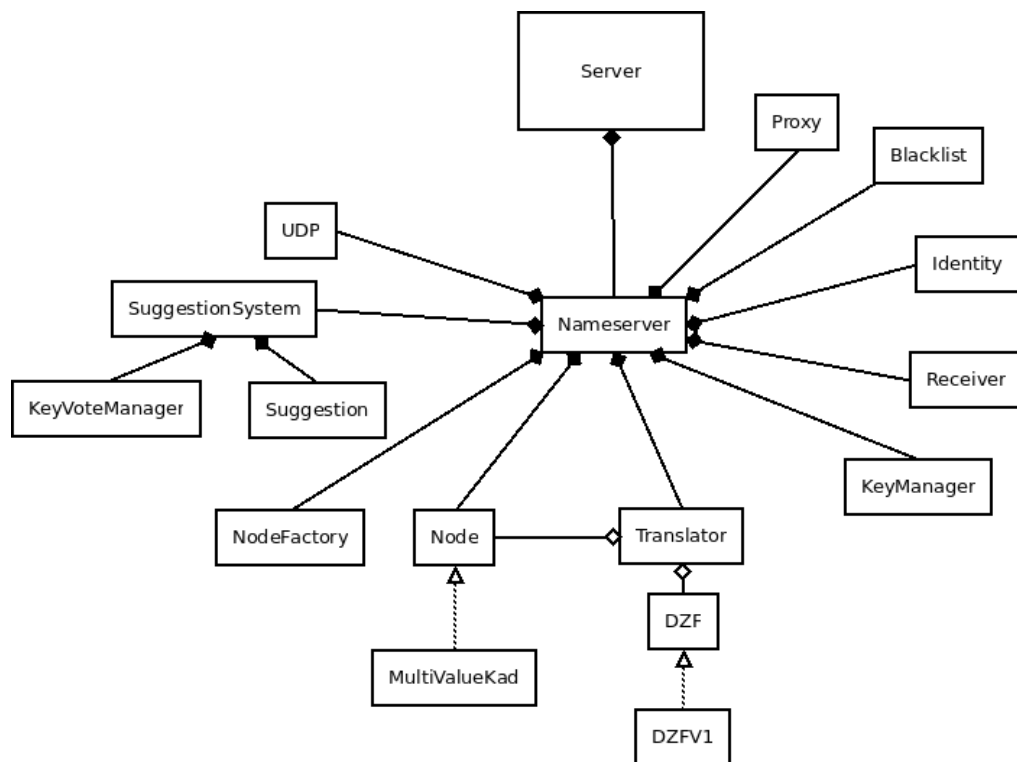 Server
Proxy
Blacklist
UDP
Identity
SuggestionSystem
Nameserver
Receiver
KeyVoteManager
Suggestion
KeyManager
NodeFactory
Node
Translator
DZF
MultiValueKad
DZFV1